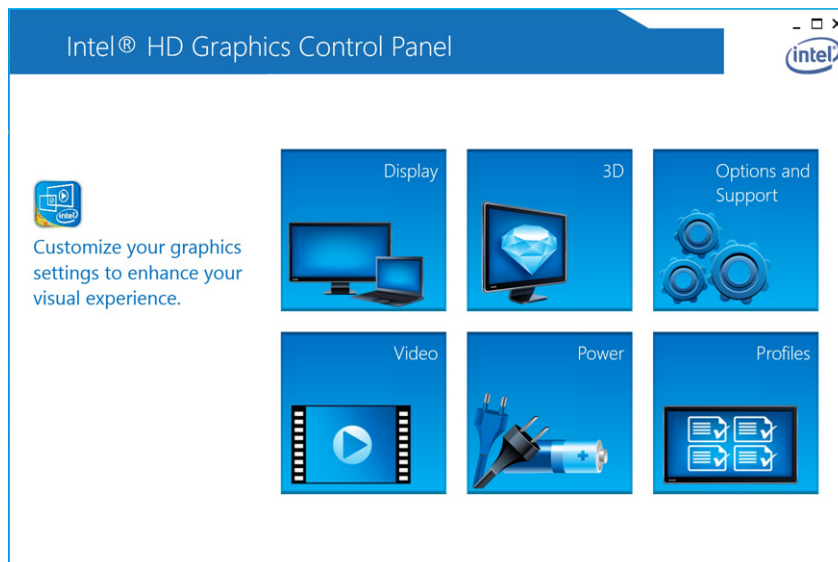 Intel® HD Graphics Control Panel
intel
intel
Customize your graphics
settings to enhance your
visual experience.
Display
3D
Options and
Support
Video
Power
Profiles